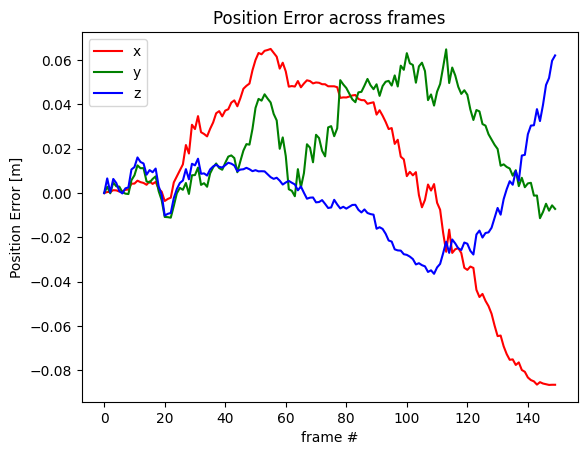 Position Error across frames
x
y
z
Position Error [m]
0.06
0.04
0.02
0.00
−0.02
−0.04
−0.06
−0.08
0 20 40 60 80 100 120 140
frame #